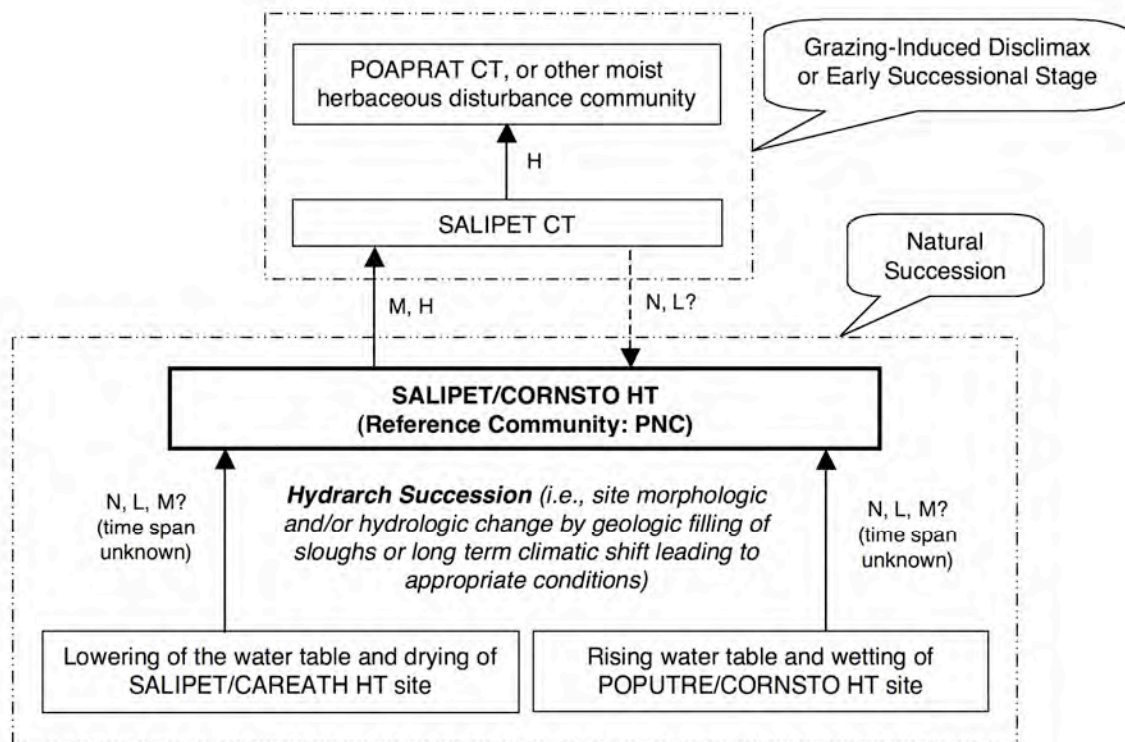 POAPRAT CT, or other moist
herbaceous disturbance community
Grazing-Induced Disclimax
or Early Successional Stage
H
SALIPET CT
Natural
Succession
M, H
N, L?
SALIPET/CORNSTO HT
(Reference Community: PNC)
N, L, M?
(time span
unknown)
Hydrarch Succession (i.e., site morphologic
and/or hydrologic change by geologic filling of
sloughs or long term climatic shift leading to
appropriate conditions)
N, L, M?
(time span
unknown)
Lowering of the water table and drying of
SALIPET/CAREATH HT site
Rising water table and wetting of
POPUTRE/CORNSTO HT site